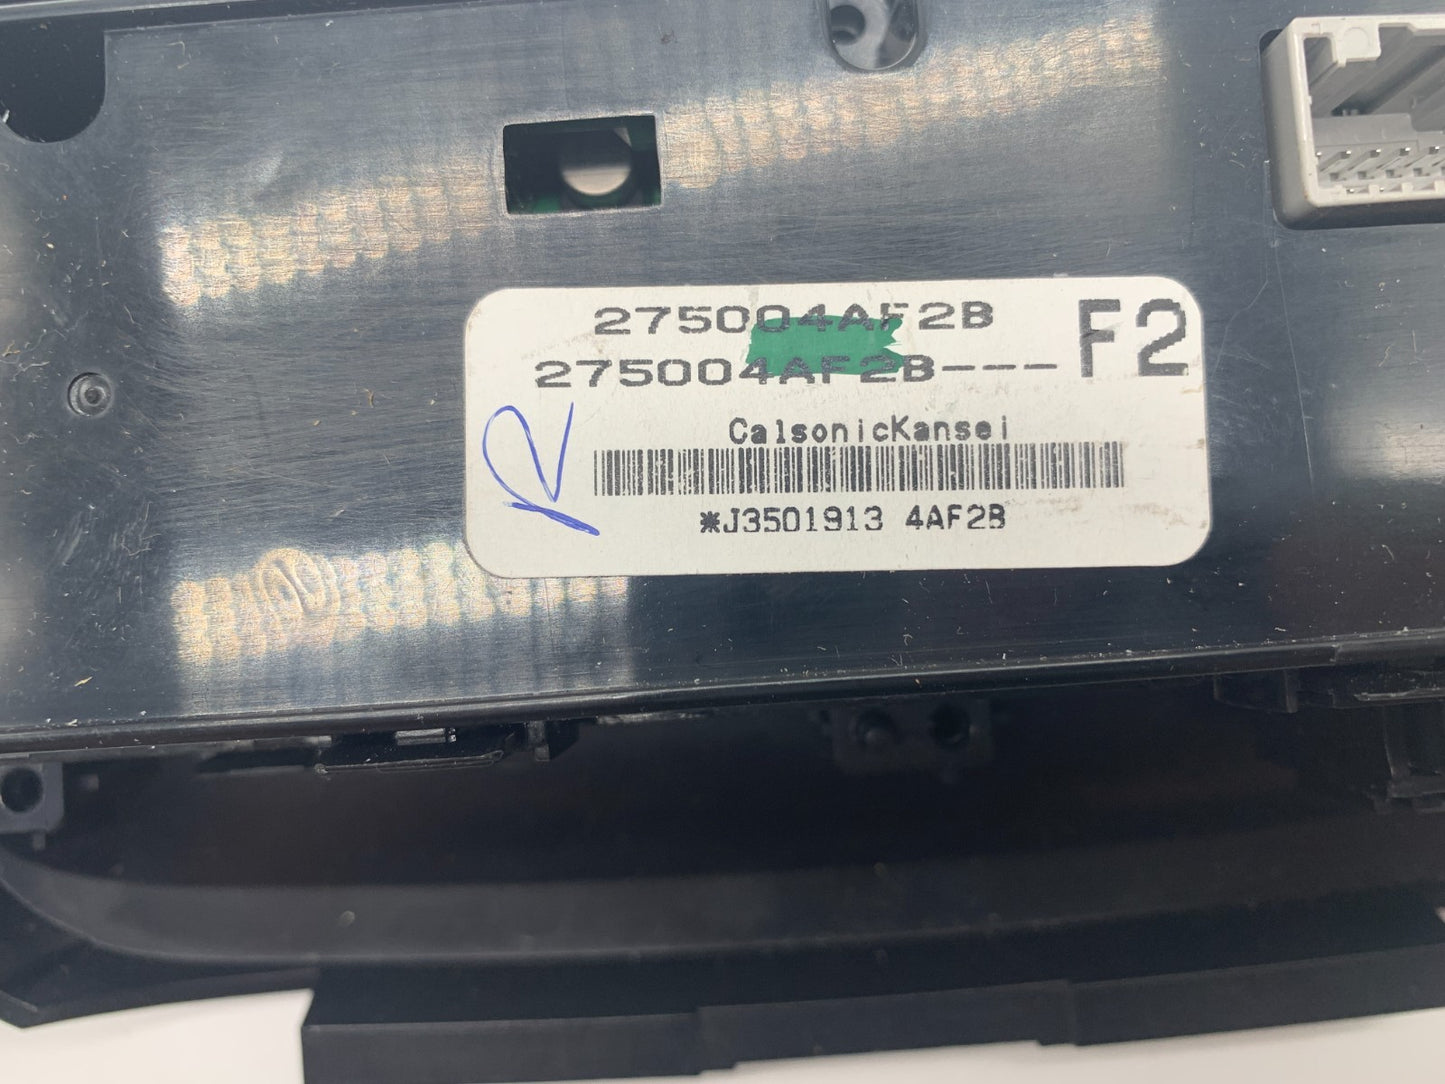 275004AF2B
275004AF2B--- F2
CalsonicKansei
*J3501913 4AF2B